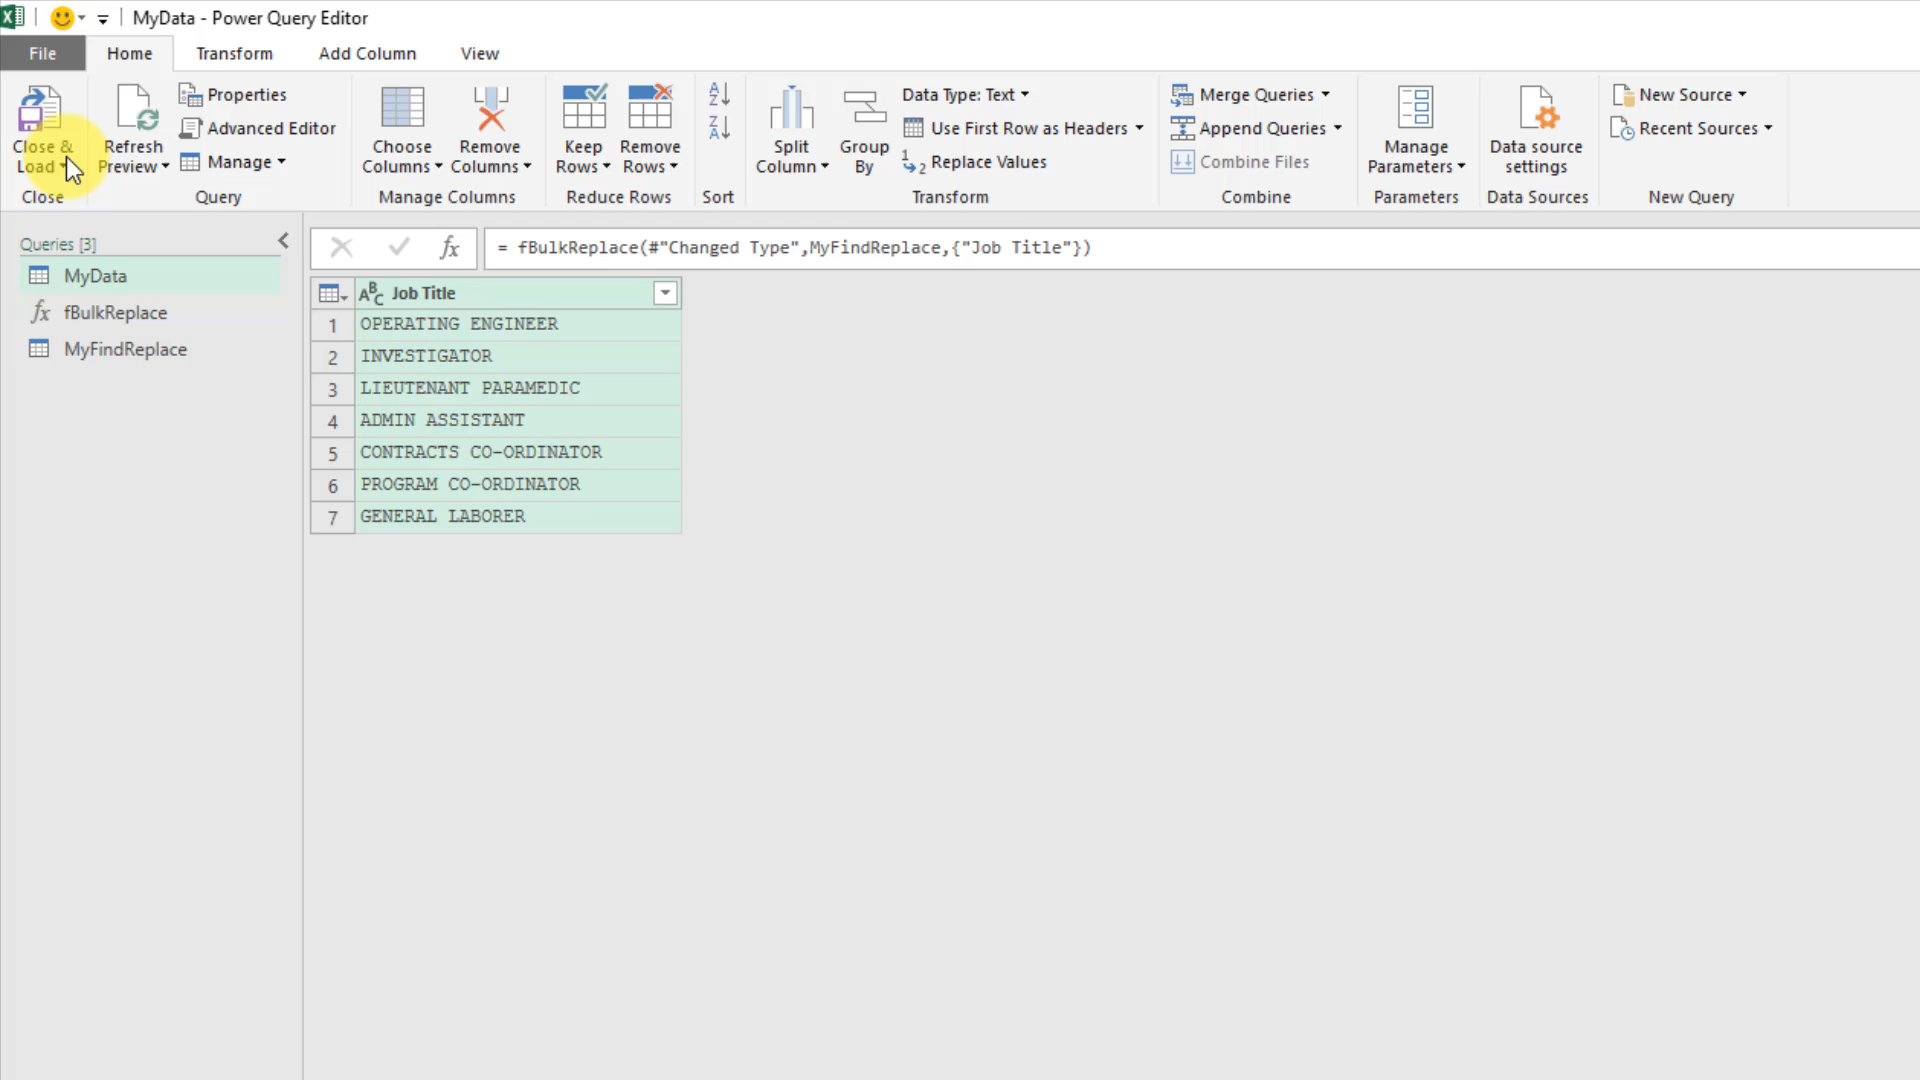 MyData - Power Query Editor
File Home Transform Add Column View
Close & Load
Refresh Preview
Properties
Advanced Editor
Manage
Choose Columns
Remove Columns
Keep Rows
Remove Rows
A
Z
Z
A
Split Column
Group By
Data Type: Text
Use First Row as Headers
1 2 Replace Values
Merge Queries
Append Queries
Combine Files
Manage Parameters
Data source settings
New Source
Recent Sources
Close Query Manage Columns Reduce Rows Sort Transform Combine Parameters Data Sources New Query
Queries [3]
MyData
fBulkReplace
MyFindReplace
fx = fBulkReplace(#"Changed Type",MyFindReplace,{"Job Title"})
ABC Job Title
1 OPERATING ENGINEER
2 INVESTIGATOR
3 LIEUTENANT PARAMEDIC
4 ADMIN ASSISTANT
5 CONTRACTS CO-ORDINATOR
6 PROGRAM CO-ORDINATOR
7 GENERAL LABORER